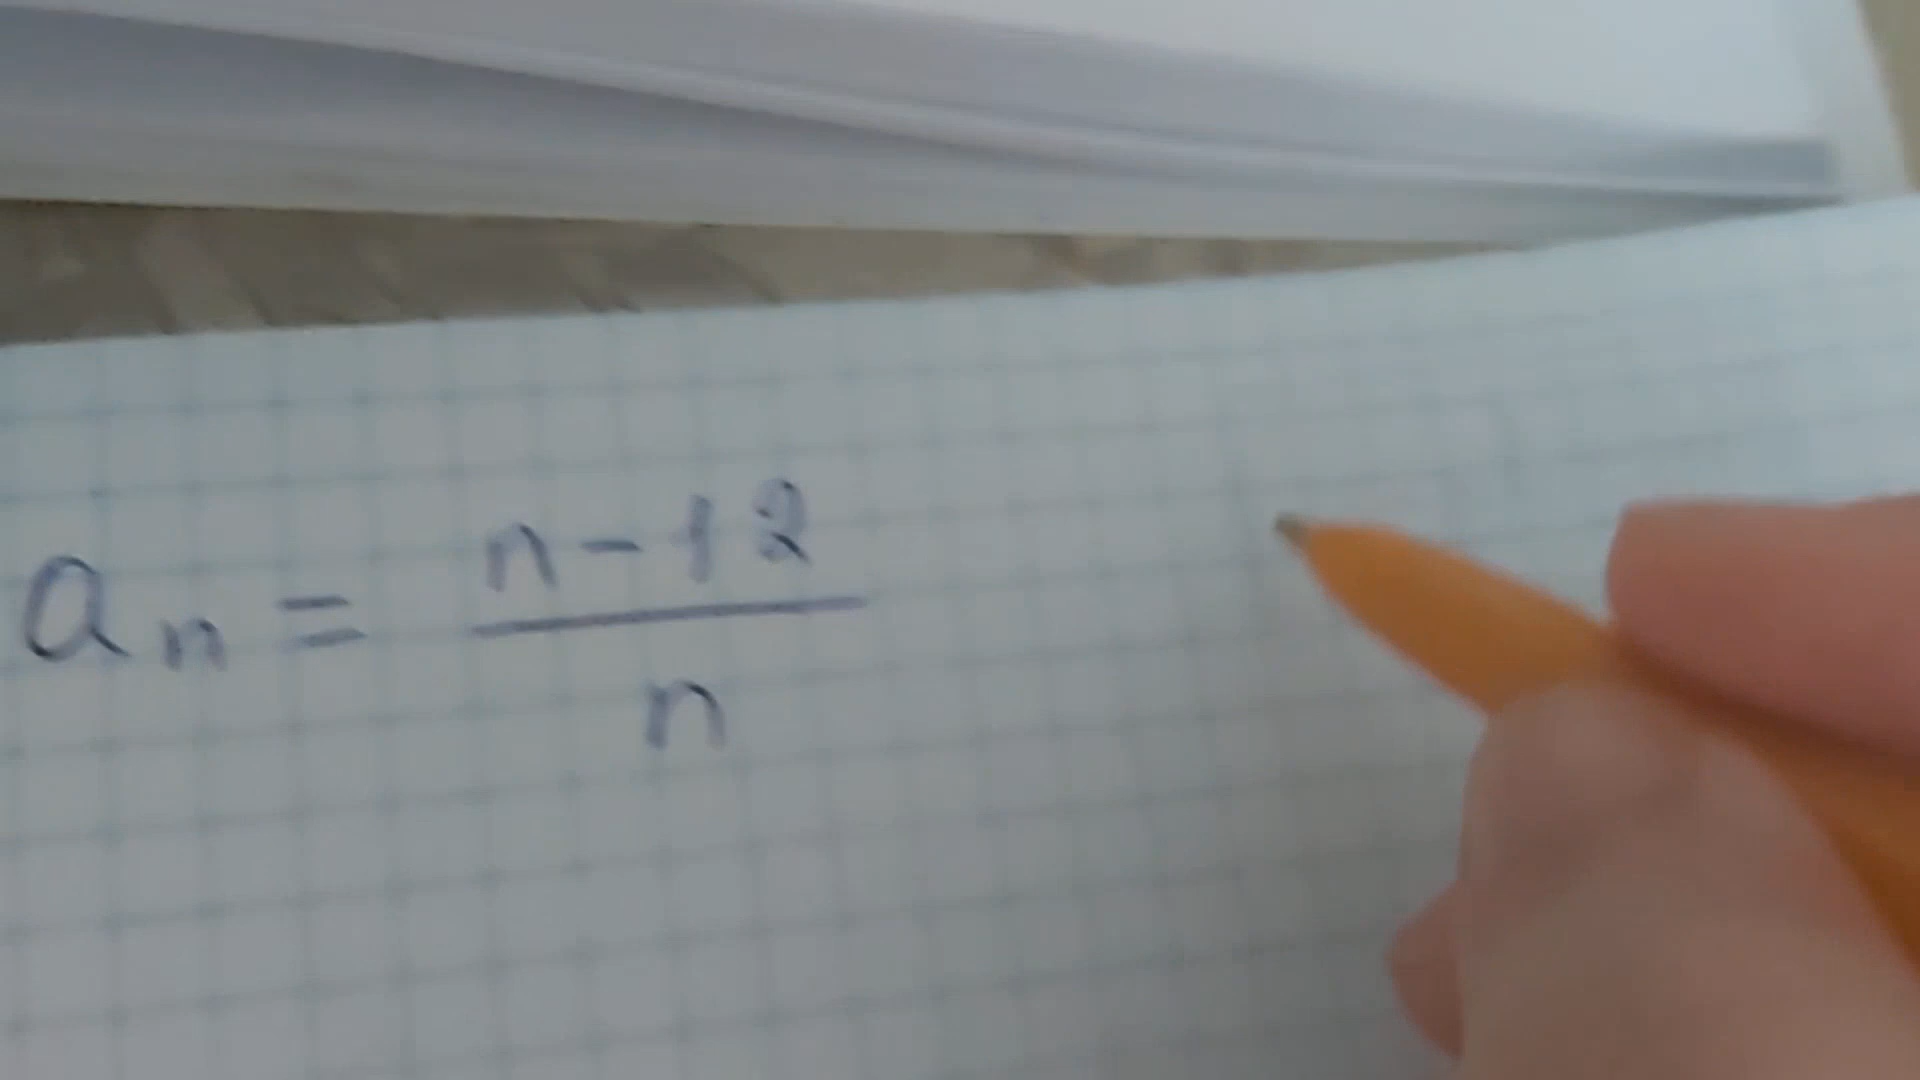 aₙ = (n-12)/n